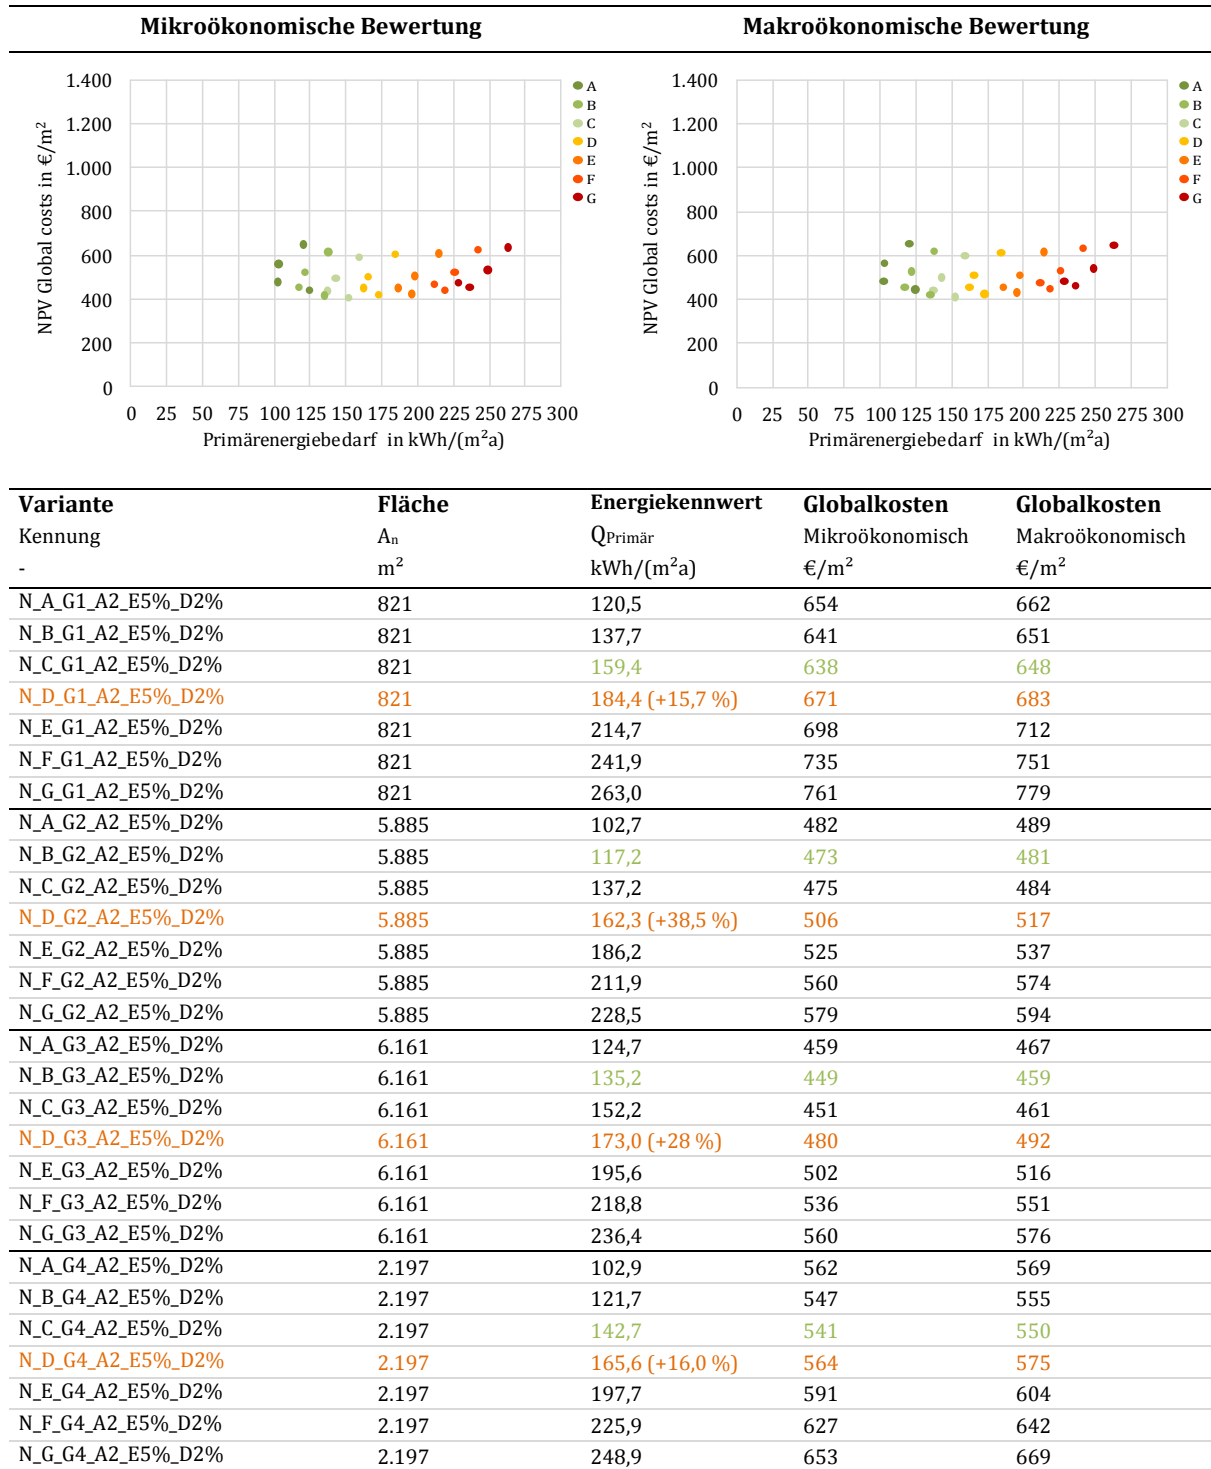 Mikroökonomische Bewertung Makroökonomische Bewertung
NPV Global costs in €/m²
1.400
1.200
1.000
800
600
400
200
0
0 25 50 75 100 125 150 175 200 225 250 275 300
Primärenergiebedarf in kWh/(m²a)
A
B
C
D
E
F
G
NPV Global costs in €/m²
1.400
1.200
1.000
800
600
400
200
0
0 25 50 75 100 125 150 175 200 225 250 275 300
Primärenergiebedarf in kWh/(m²a)
A
B
C
D
E
F
G
Variante Fläche Energiekennwert Globalkosten Globalkosten
Kennung Aₙ QPrimär Mikroökonomisch Makroökonomisch
- m² kWh/(m²a) €/m² €/m²
N_A_G1_A2_E5%_D2% 821 120,5 654 662
N_B_G1_A2_E5%_D2% 821 137,7 641 651
N_C_G1_A2_E5%_D2% 821 159,4 638 648
N_D_G1_A2_E5%_D2% 821 184,4 (+15,7 %) 671 683
N_E_G1_A2_E5%_D2% 821 214,7 698 712
N_F_G1_A2_E5%_D2% 821 241,9 735 751
N_G_G1_A2_E5%_D2% 821 263,0 761 779
N_A_G2_A2_E5%_D2% 5.885 102,7 482 489
N_B_G2_A2_E5%_D2% 5.885 117,2 473 481
N_C_G2_A2_E5%_D2% 5.885 137,2 475 484
N_D_G2_A2_E5%_D2% 5.885 162,3 (+38,5 %) 506 517
N_E_G2_A2_E5%_D2% 5.885 186,2 525 537
N_F_G2_A2_E5%_D2% 5.885 211,9 560 574
N_G_G2_A2_E5%_D2% 5.885 228,5 579 594
N_A_G3_A2_E5%_D2% 6.161 124,7 459 467
N_B_G3_A2_E5%_D2% 6.161 135,2 449 459
N_C_G3_A2_E5%_D2% 6.161 152,2 451 461
N_D_G3_A2_E5%_D2% 6.161 173,0 (+28 %) 480 492
N_E_G3_A2_E5%_D2% 6.161 195,6 502 516
N_F_G3_A2_E5%_D2% 6.161 218,8 536 551
N_G_G3_A2_E5%_D2% 6.161 236,4 560 576
N_A_G4_A2_E5%_D2% 2.197 102,9 562 569
N_B_G4_A2_E5%_D2% 2.197 121,7 547 555
N_C_G4_A2_E5%_D2% 2.197 142,7 541 550
N_D_G4_A2_E5%_D2% 2.197 165,6 (+16,0 %) 564 575
N_E_G4_A2_E5%_D2% 2.197 197,7 591 604
N_F_G4_A2_E5%_D2% 2.197 225,9 627 642
N_G_G4_A2_E5%_D2% 2.197 248,9 653 669